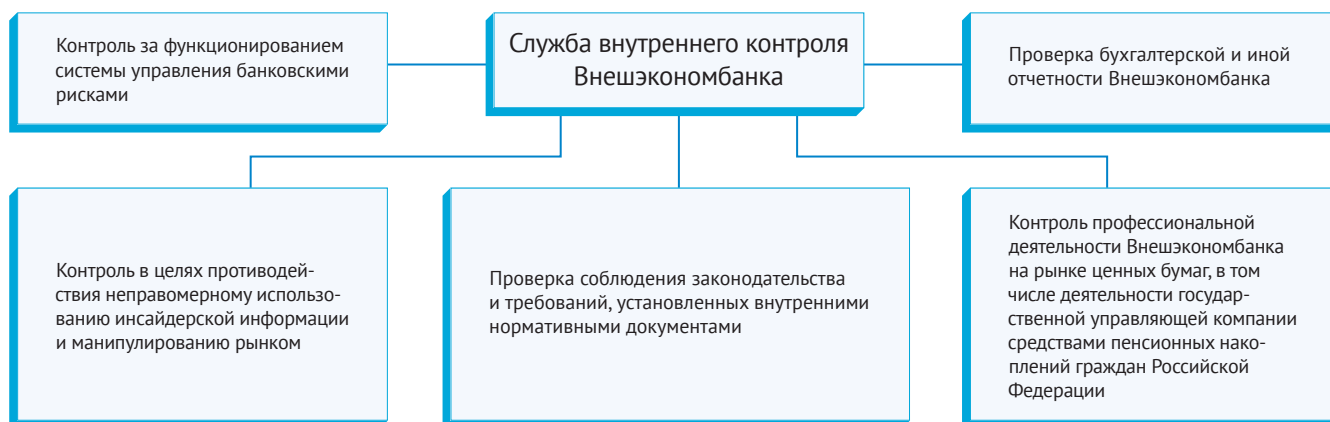 Контроль за функционированием
системы управления банковскими
рисками
Служба внутреннего контроля
Внешэкономбанка
Проверка бухгалтерской и иной
отчетности Внешэкономбанка
Контроль в целях противодей-
ствия неправомерному использо-
ванию инсайдерской информации
и манипулированию рынком
Проверка соблюдения законодательства
и требований, установленных внутренними
нормативными документами
Контроль профессиональной
деятельности Внешэкономбанка
на рынке ценных бумаг, в том
числе деятельности государ-
ственной управляющей компании
средствами пенсионных нако-
плений граждан Российской
Федерации